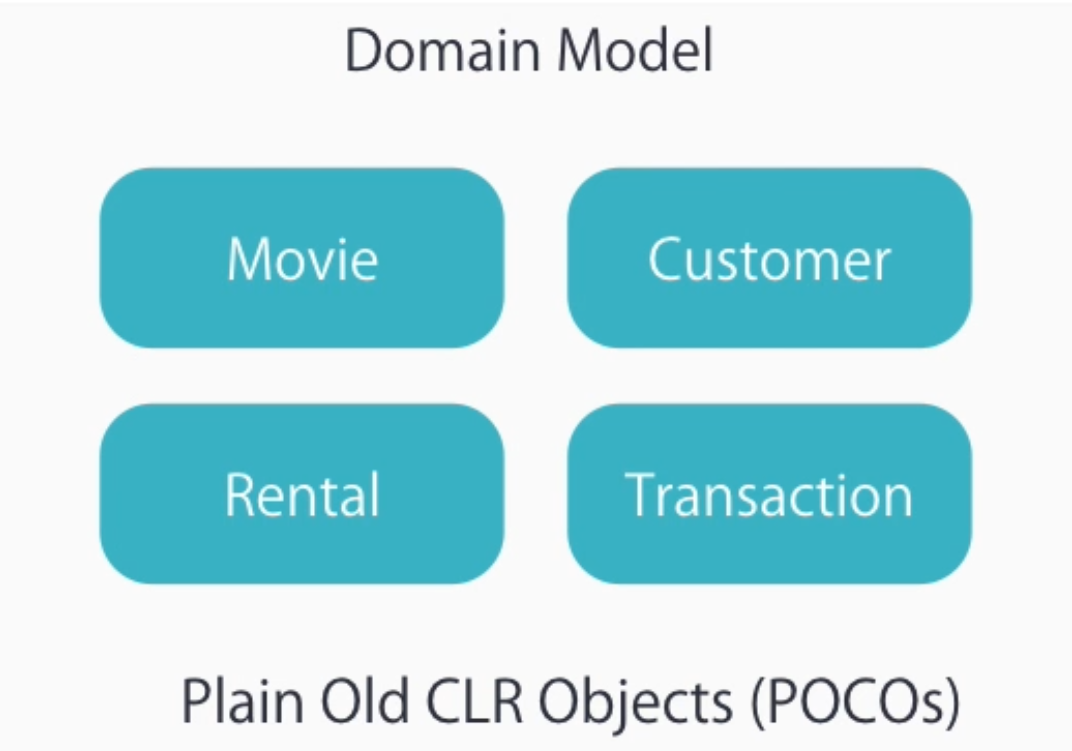 Domain Model
Movie
Customer
Rental
Transaction
Plain Old CLR Objects (POCOs)